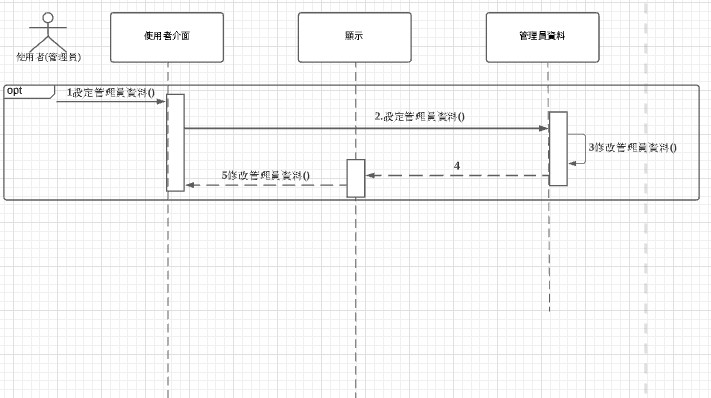 使用者(管理員)
使用者介面
顯示
管理員資料
opt
1設定管理員資料()
2.設定管理員資料()
3修改管理員資料()
4
5修改管理員資料()